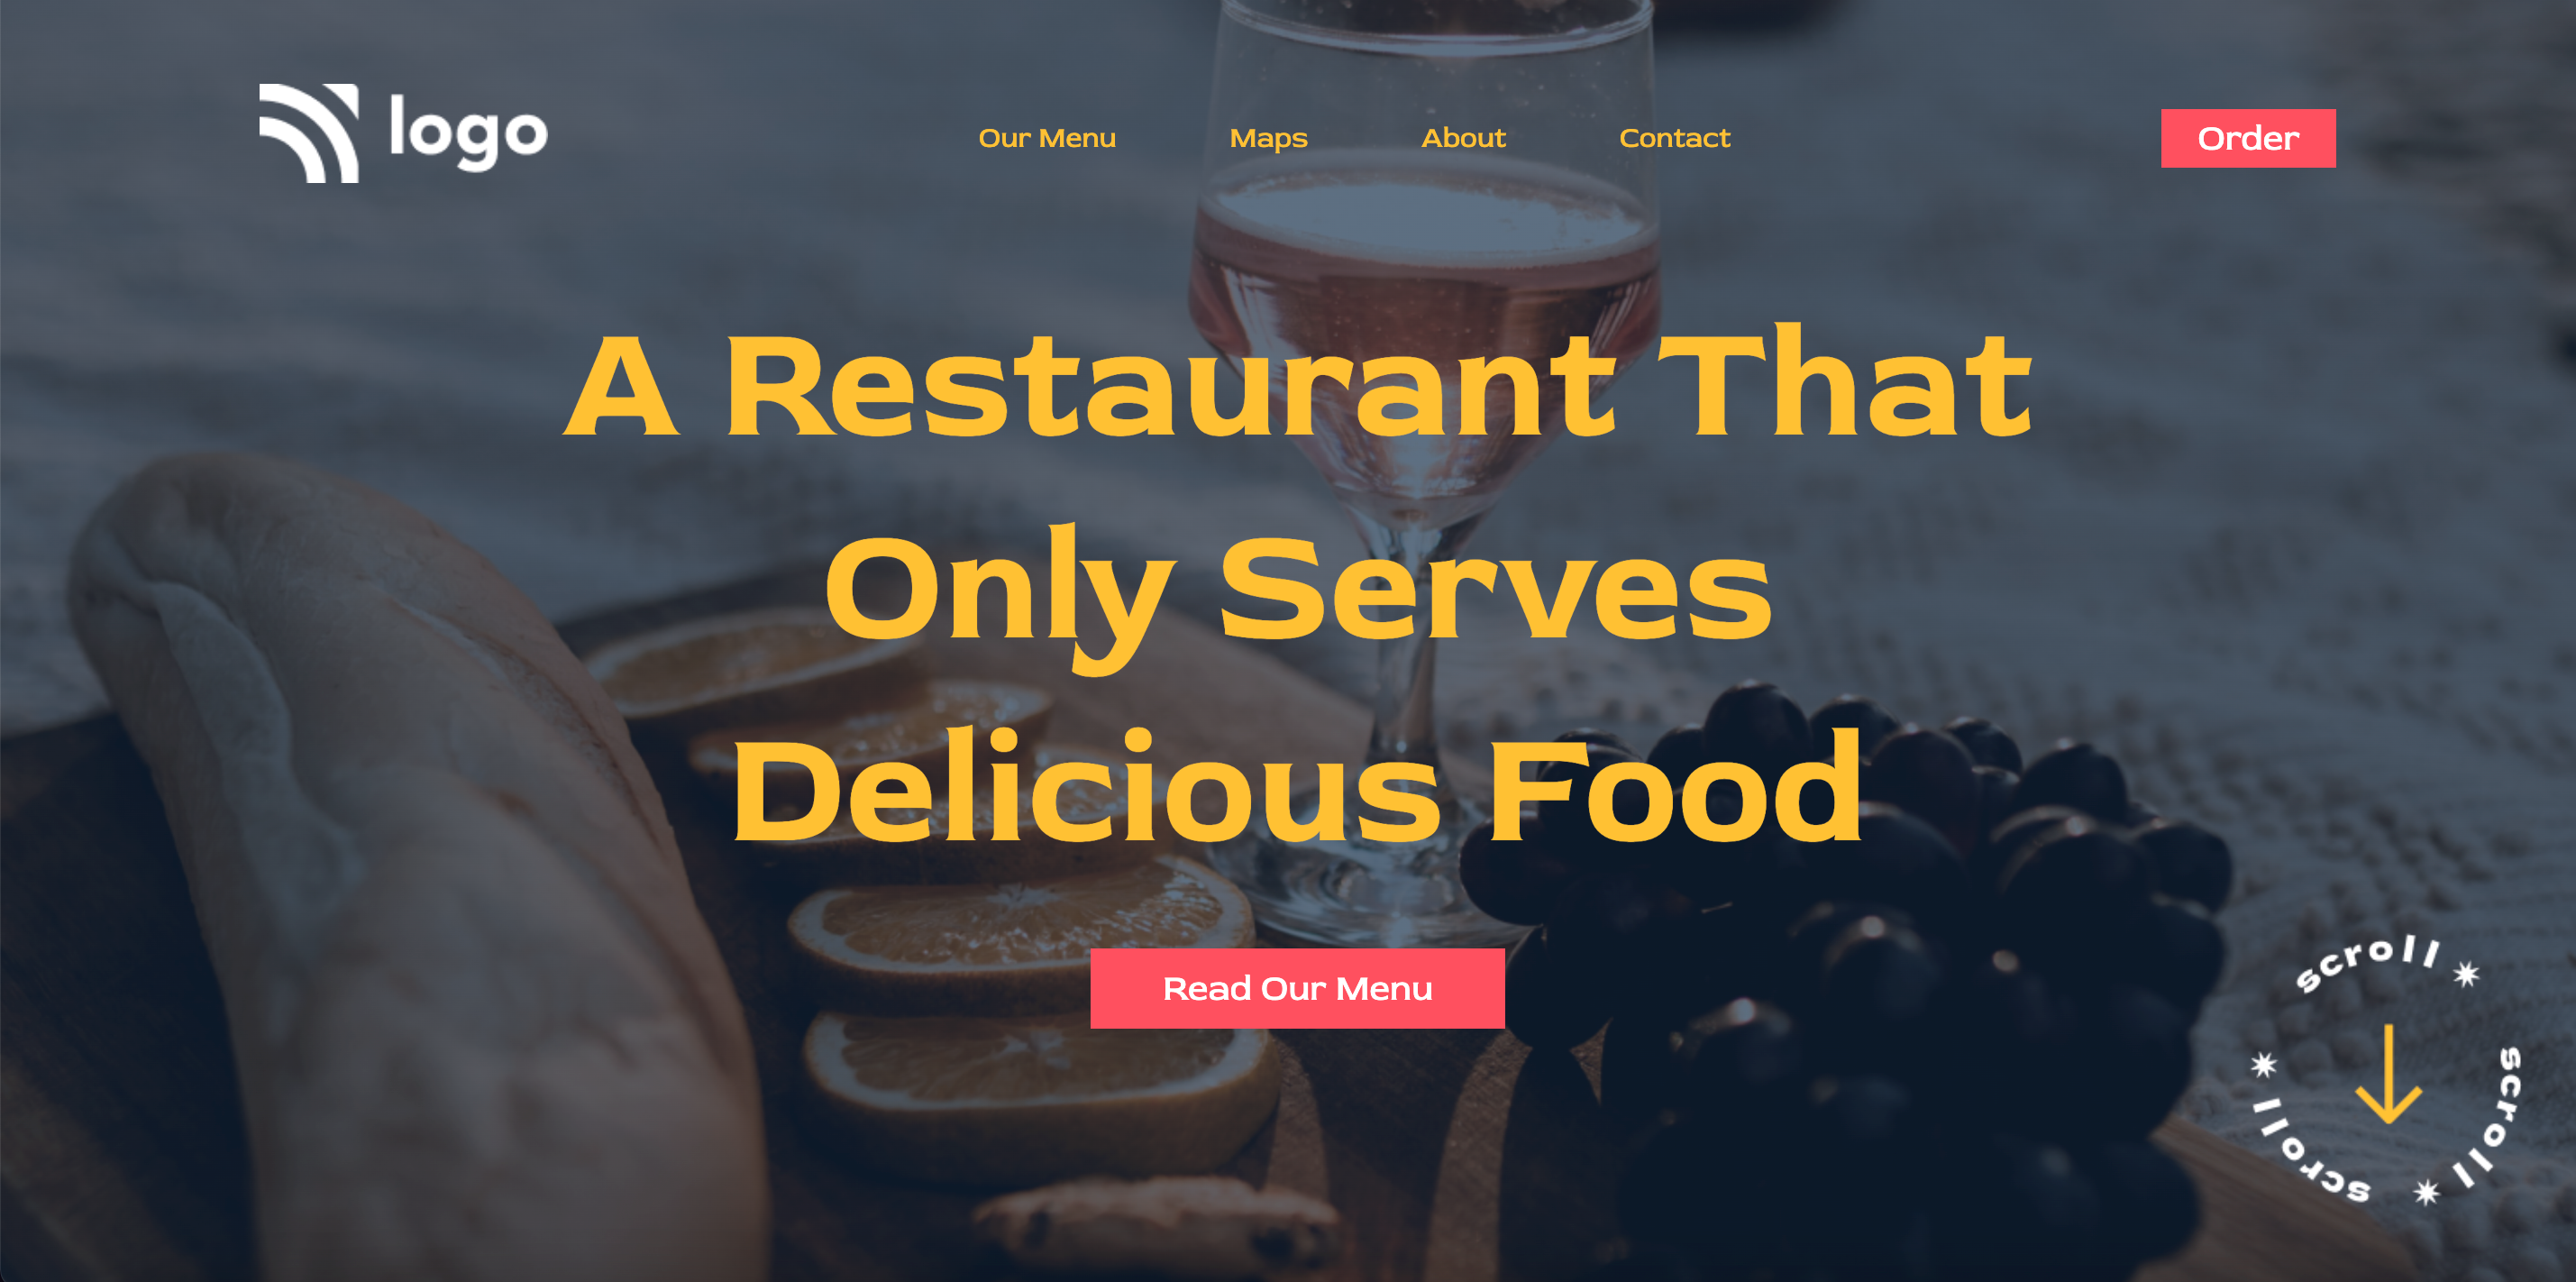 logo
Our Menu
Maps
About
Contact
Order
A Restaurant That
Only Serves
Delicious Food
Read Our Menu
scroll
scroll
scroll